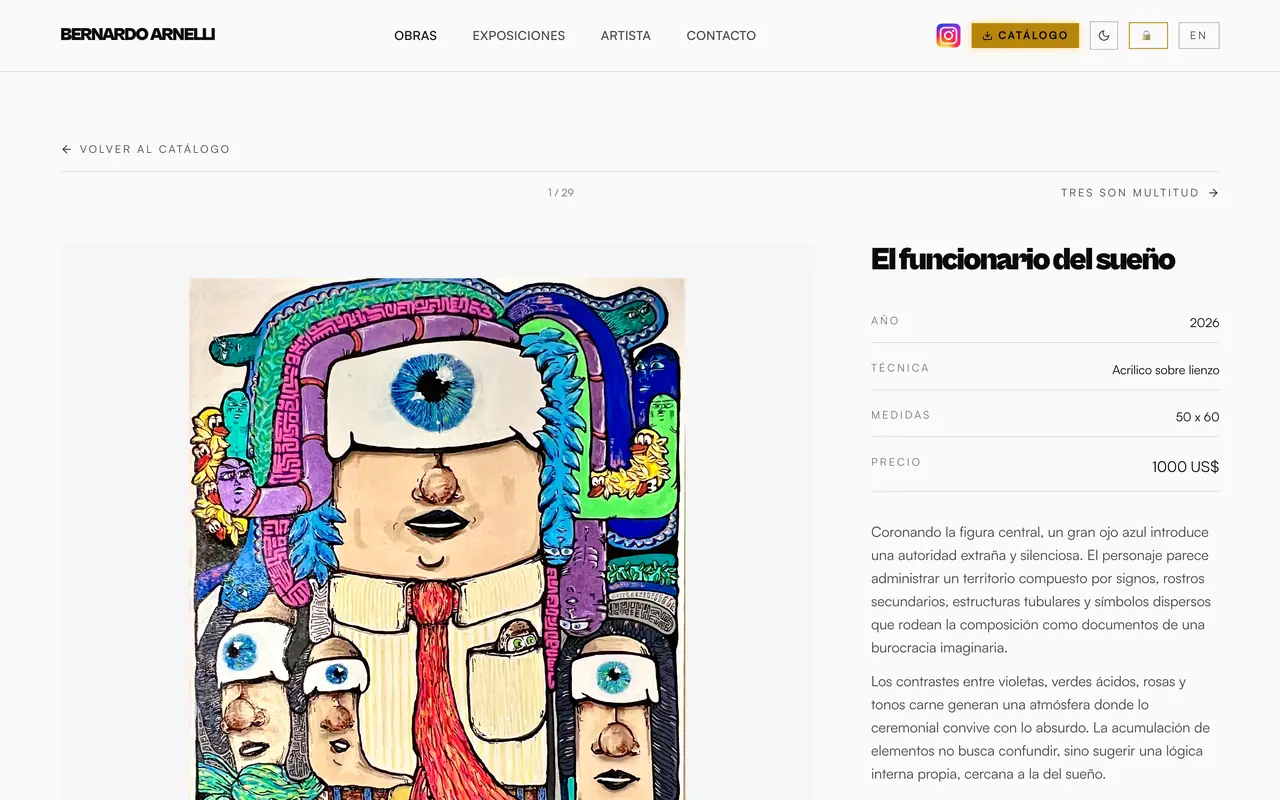 BERNARDO ARNELLI
OBRAS
EXPOSICIONES
ARTISTA
CONTACTO
CATÁLOGO
EN
← VOLVER AL CATÁLOGO
1 / 29
TRES SON MULTITUD →
El funcionario del sueño
AÑO
2026
TÉCNICA
Acrilico sobre lienzo
MEDIDAS
50 x 60
PRECIO
1000 US$
Coronando la figura central, un gran ojo azul introduce
una autoridad extraña y silenciosa. El personaje parece
administrar un territorio compuesto por signos, rostros
secundarios, estructuras tubulares y símbolos dispersos
que rodean la composición como documentos de una
burocracia imaginaria.
Los contrastes entre violetas, verdes ácidos, rosas y
tonos carne generan una atmósfera donde lo
ceremonial convive con lo absurdo. La acumulación de
elementos no busca confundir, sino sugerir una lógica
interna propia, cercana a la del sueño.